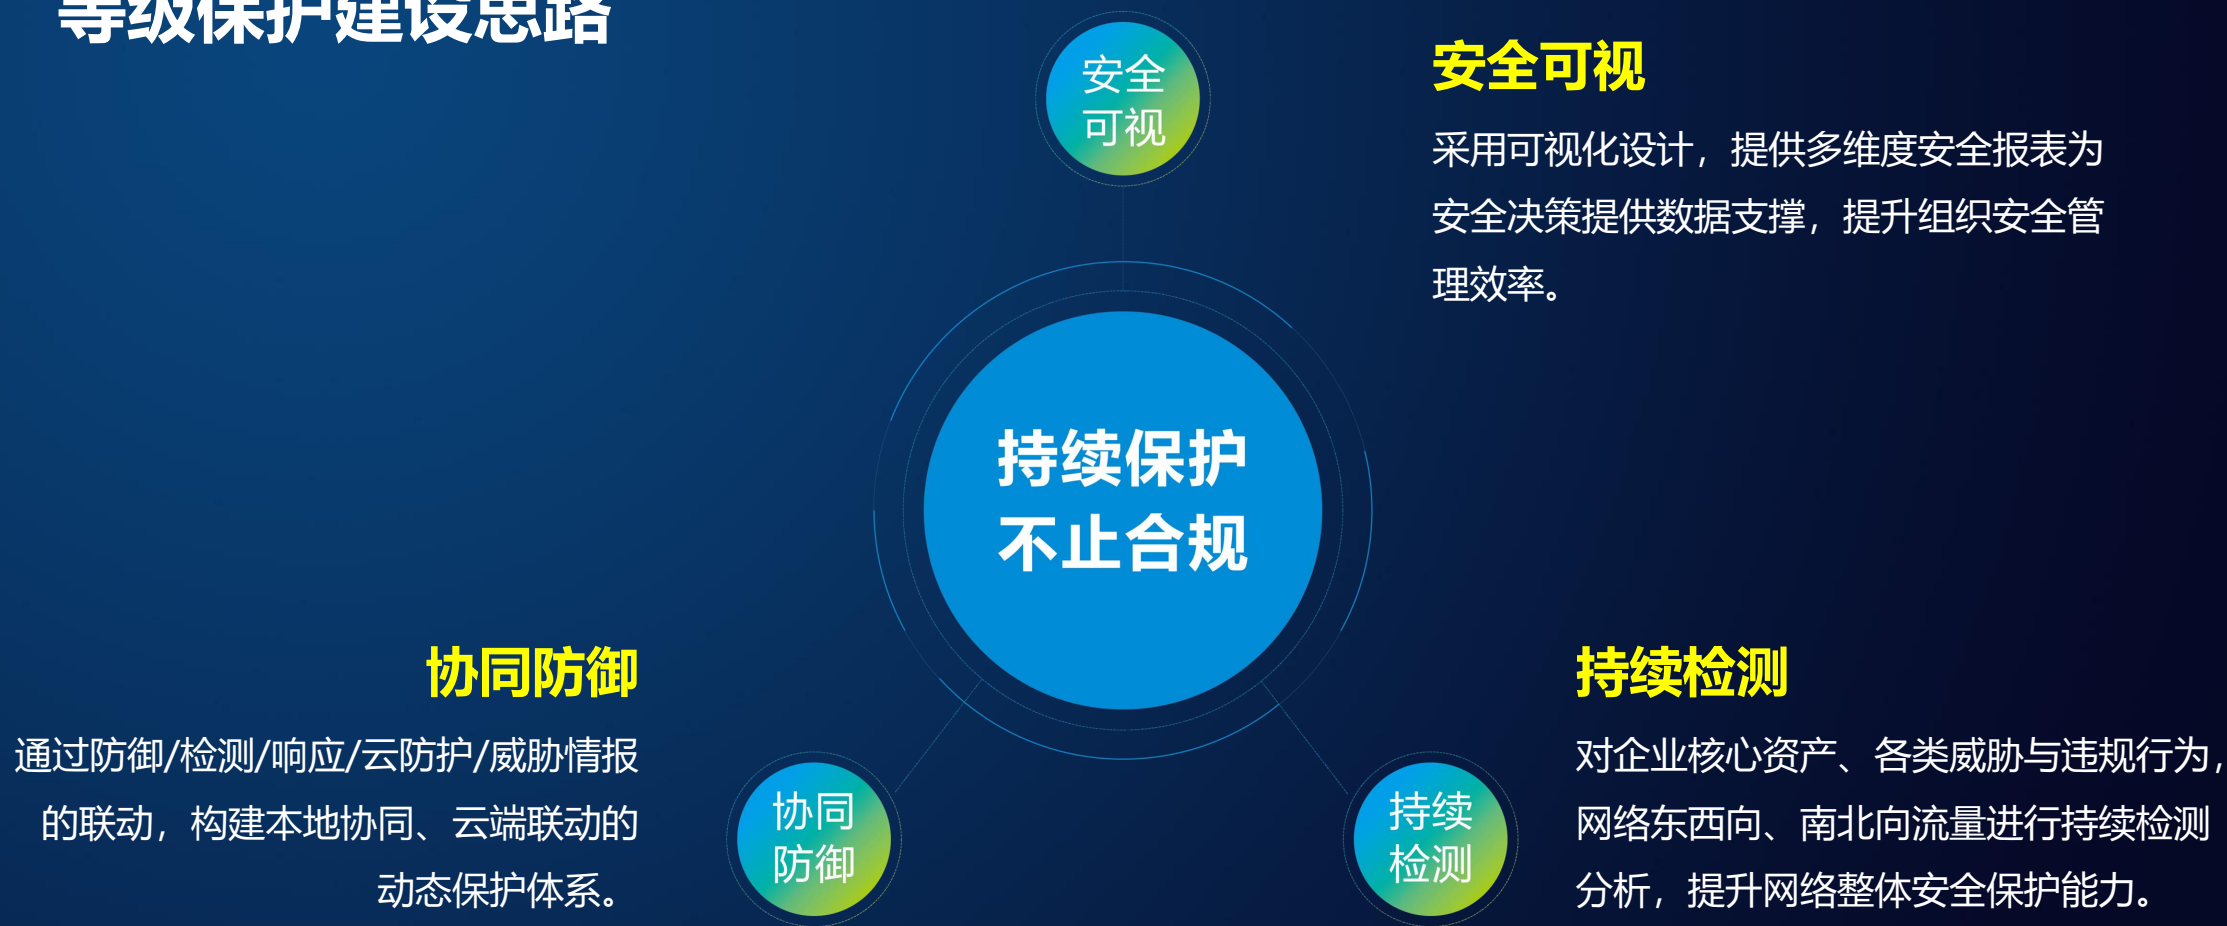 等级保护建设思路
安全
可视
安全可视
采用可视化设计，提供多维度安全报表为
安全决策提供数据支撑，提升组织安全管
理效率。
持续保护
不止合规
协同防御
通过防御/检测/响应/云防护/威胁情报
的联动，构建本地协同、云端联动的
动态保护体系。
协同
防御
持续
检测
持续检测
对企业核心资产、各类威胁与违规行为，
网络东西向、南北向流量进行持续检测
分析，提升网络整体安全保护能力。